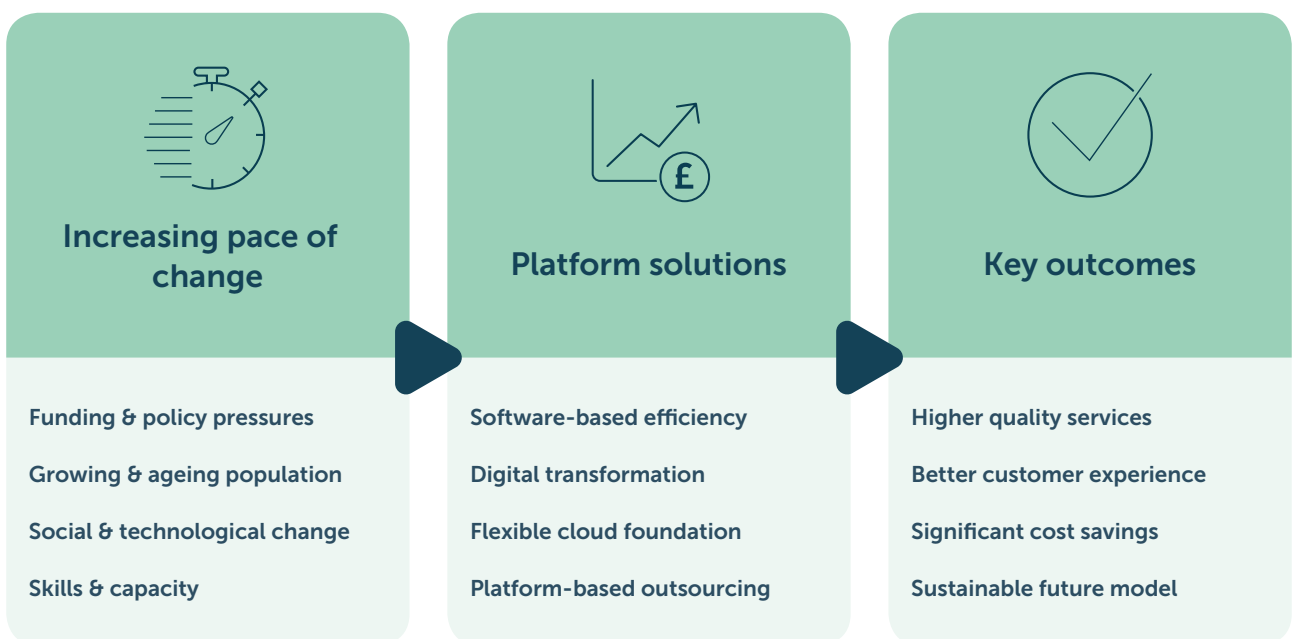 £
Increasing pace of
change
Platform solutions
Key outcomes
Funding & policy pressures
Growing & ageing population
Social & technological change
Skills & capacity
Software-based efficiency
Digital transformation
Flexible cloud foundation
Platform-based outsourcing
Higher quality services
Better customer experience
Significant cost savings
Sustainable future model